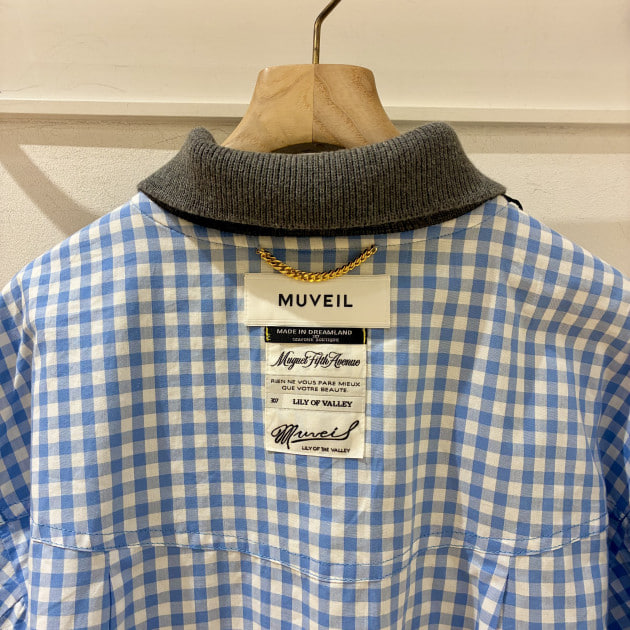 MUVEIL
MADE IN DREAMLAND
Muguet Fifth Avenue
RIEN NE VOUS PARE MIEUX
QUE VOTRE BEAUTE.
307 LILY OF VALLEY
Muveil
LILY OF THE VALLEY